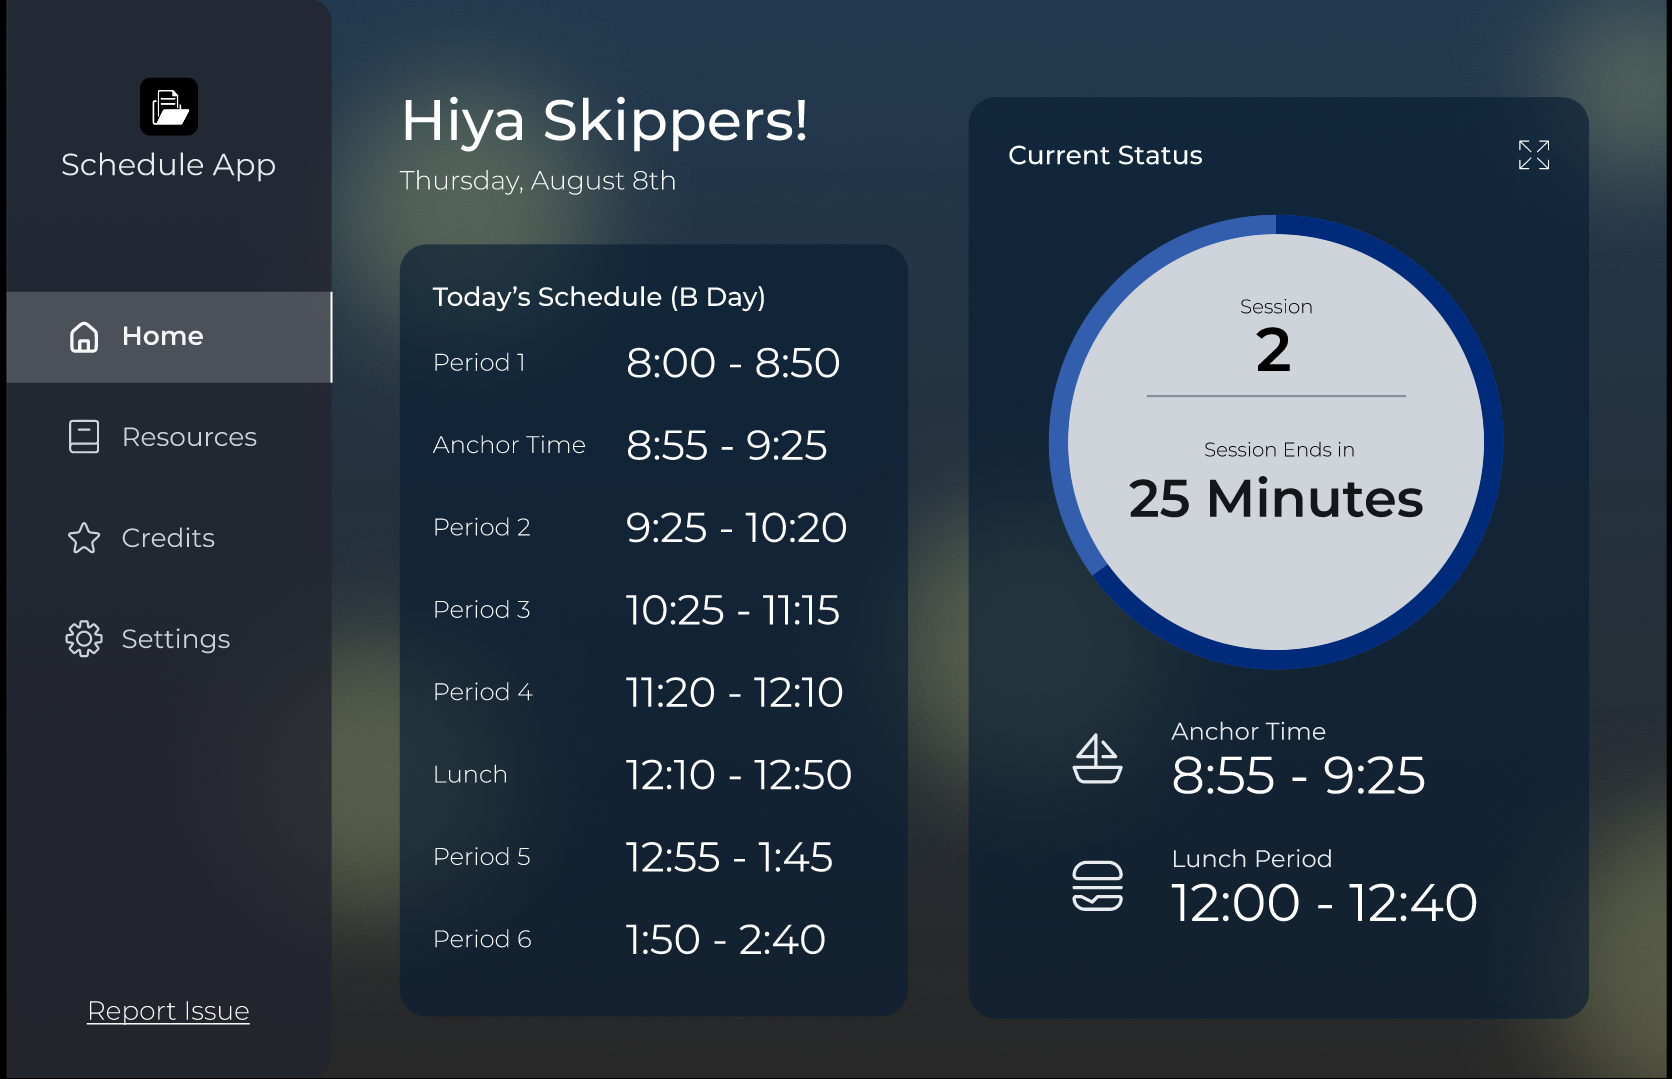 Schedule App
Home
Resources
Credits
Settings
Report Issue
Hiya Skippers!
Thursday, August 8th
Today’s Schedule (B Day)
Period 1 8:00 - 8:50
Anchor Time 8:55 - 9:25
Period 2 9:25 - 10:20
Period 3 10:25 - 11:15
Period 4 11:20 - 12:10
Lunch 12:10 - 12:50
Period 5 12:55 - 1:45
Period 6 1:50 - 2:40
Current Status
Session
2
Session Ends in
25 Minutes
Anchor Time
8:55 - 9:25
Lunch Period
12:00 - 12:40